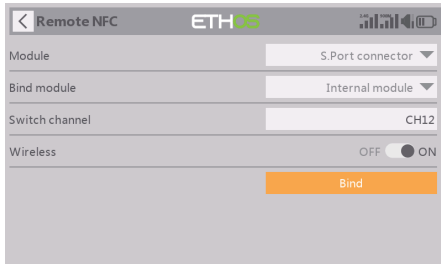 Remote NFC ETHOS
Module S.Port connector
Bind module Internal module
Switch channel CH12
Wireless OFF ON
Bind